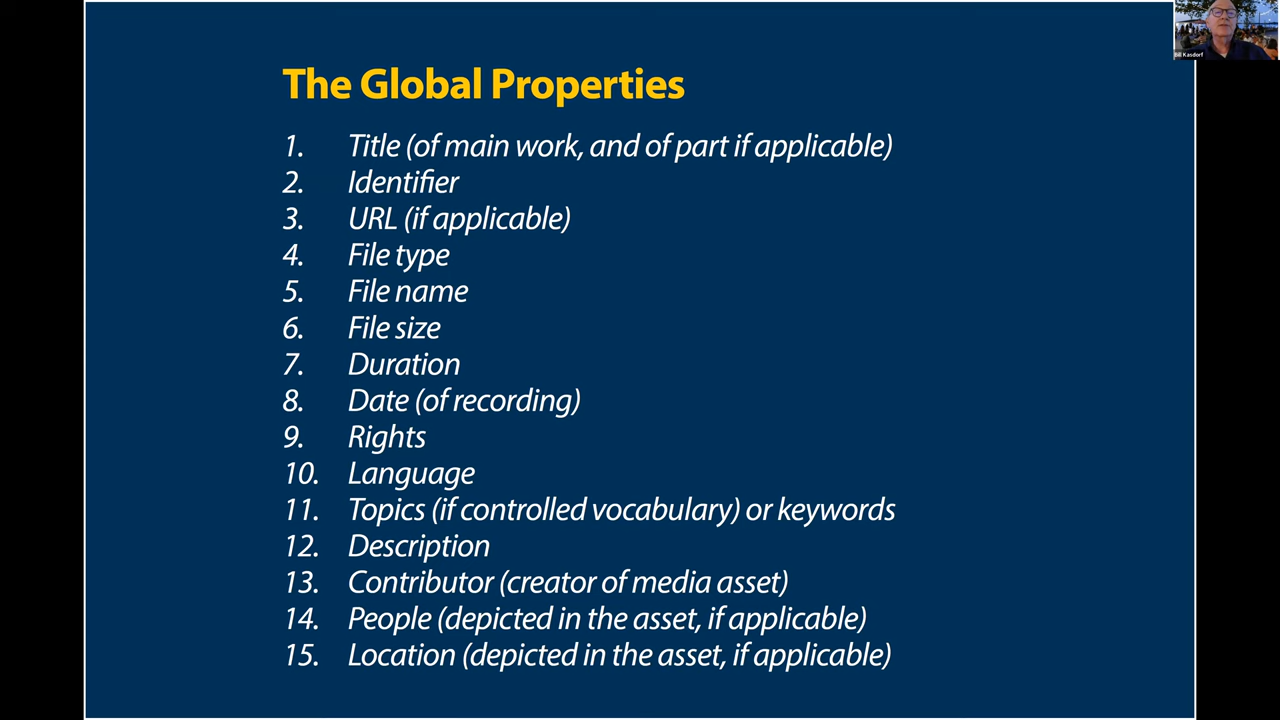 The Global Properties
1. Title (of main work, and of part if applicable)
2. Identifier
3. URL (if applicable)
4. File type
5. File name
6. File size
7. Duration
8. Date (of recording)
9. Rights
10. Language
11. Topics (if controlled vocabulary) or keywords
12. Description
13. Contributor (creator of media asset)
14. People (depicted in the asset, if applicable)
15. Location (depicted in the asset, if applicable)
Bill Kasdorf